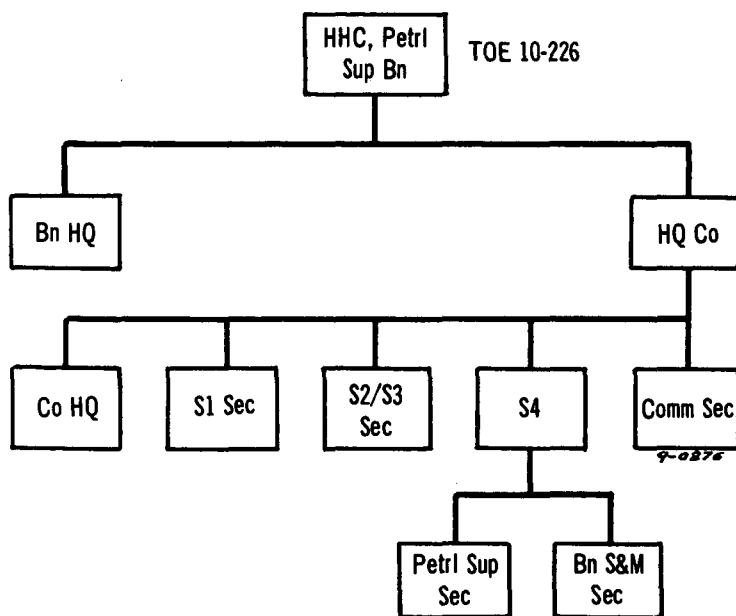 HHC, Petrl
Sup Bn
TOE 10-226
Bn HQ
HQ Co
Co HQ
S1 Sec
S2/S3
Sec
S4
Comm Sec
9-0876
Petrl Sup
Sec
Bn S&M
Sec